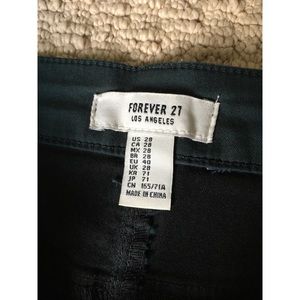 FOREVER 21
LOS ANGELES
US 28
CA 28
MX 28
BR 28
EU 40
UK 28
KR 71
JP 71
CN 165/71A
MADE IN CHINA